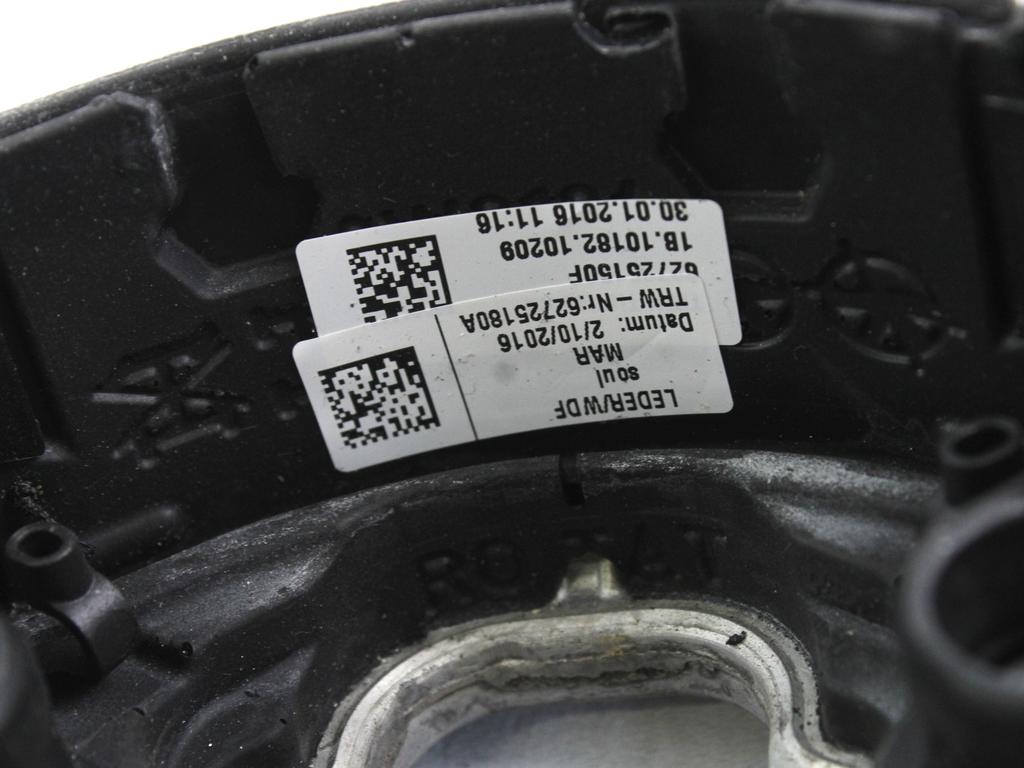 LEDER/WDF
soul
MAR
Datum: 2/10/2016
TRW – Nr:62725180A
62725150F
1B.10182.10209
30.01.2016 11:16